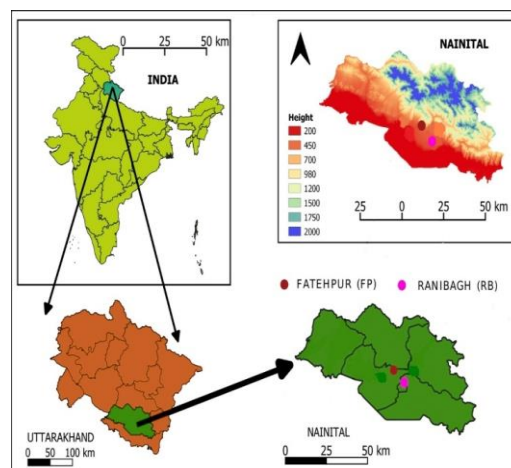 0 25 50 km
INDIA
NAINITAL
Height
200
450
700
980
1200
1500
1750
2000
0 25 50 km
FATEHPUR (FP) RANIBAGH (RB)
UTTARAKHAND
0 50 100 km
NAINITAL
0 25 50 km